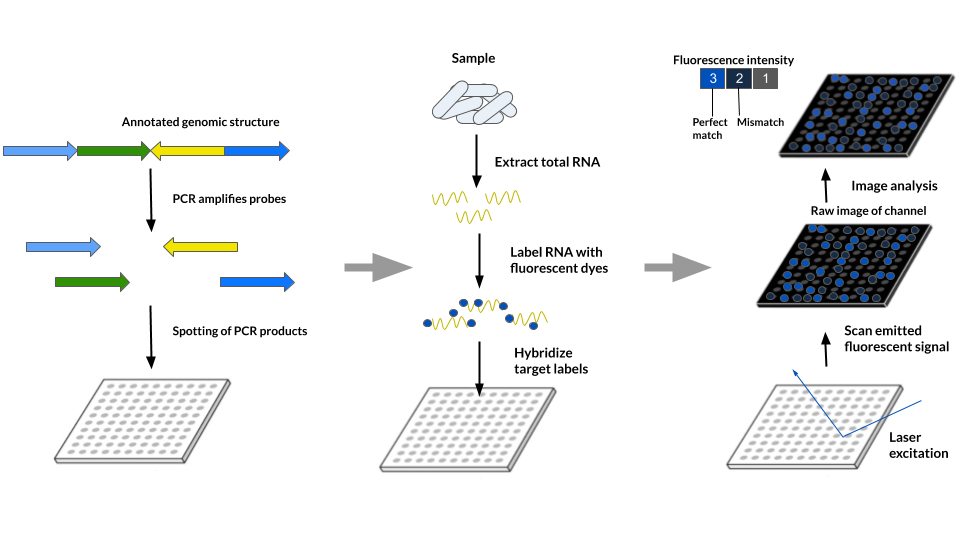 Annotated genomic structure
PCR amplifies probes
Spotting of PCR products
Sample
Extract total RNA
Label RNA with
fluorescent dyes
Hybridize
target labels
Fluorescence intensity
3 2 1
Perfect
match
Mismatch
Image analysis
Raw image of channel
Scan emitted
fluorescent signal
Laser
excitation